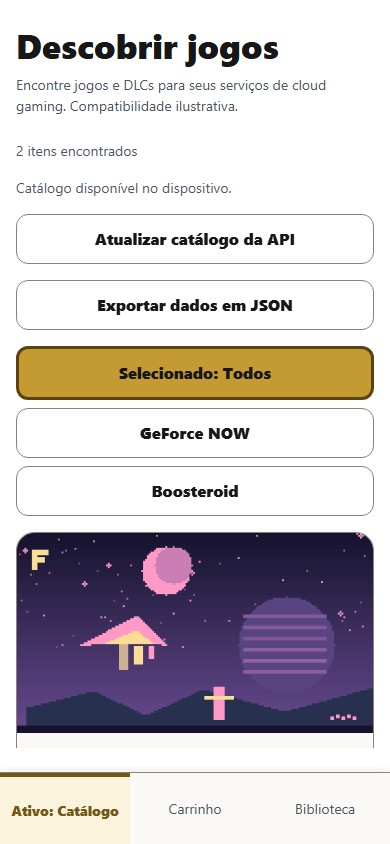 Descobrir jogos
Encontre jogos e DLCs para seus serviços de cloud
gaming. Compatibilidade ilustrativa.
2 itens encontrados
Catálogo disponível no dispositivo.
Atualizar catálogo da API
Exportar dados em JSON
Selecionado: Todos
GeForce NOW
Boosteroid
F
Ativo: Catálogo
Carrinho
Biblioteca